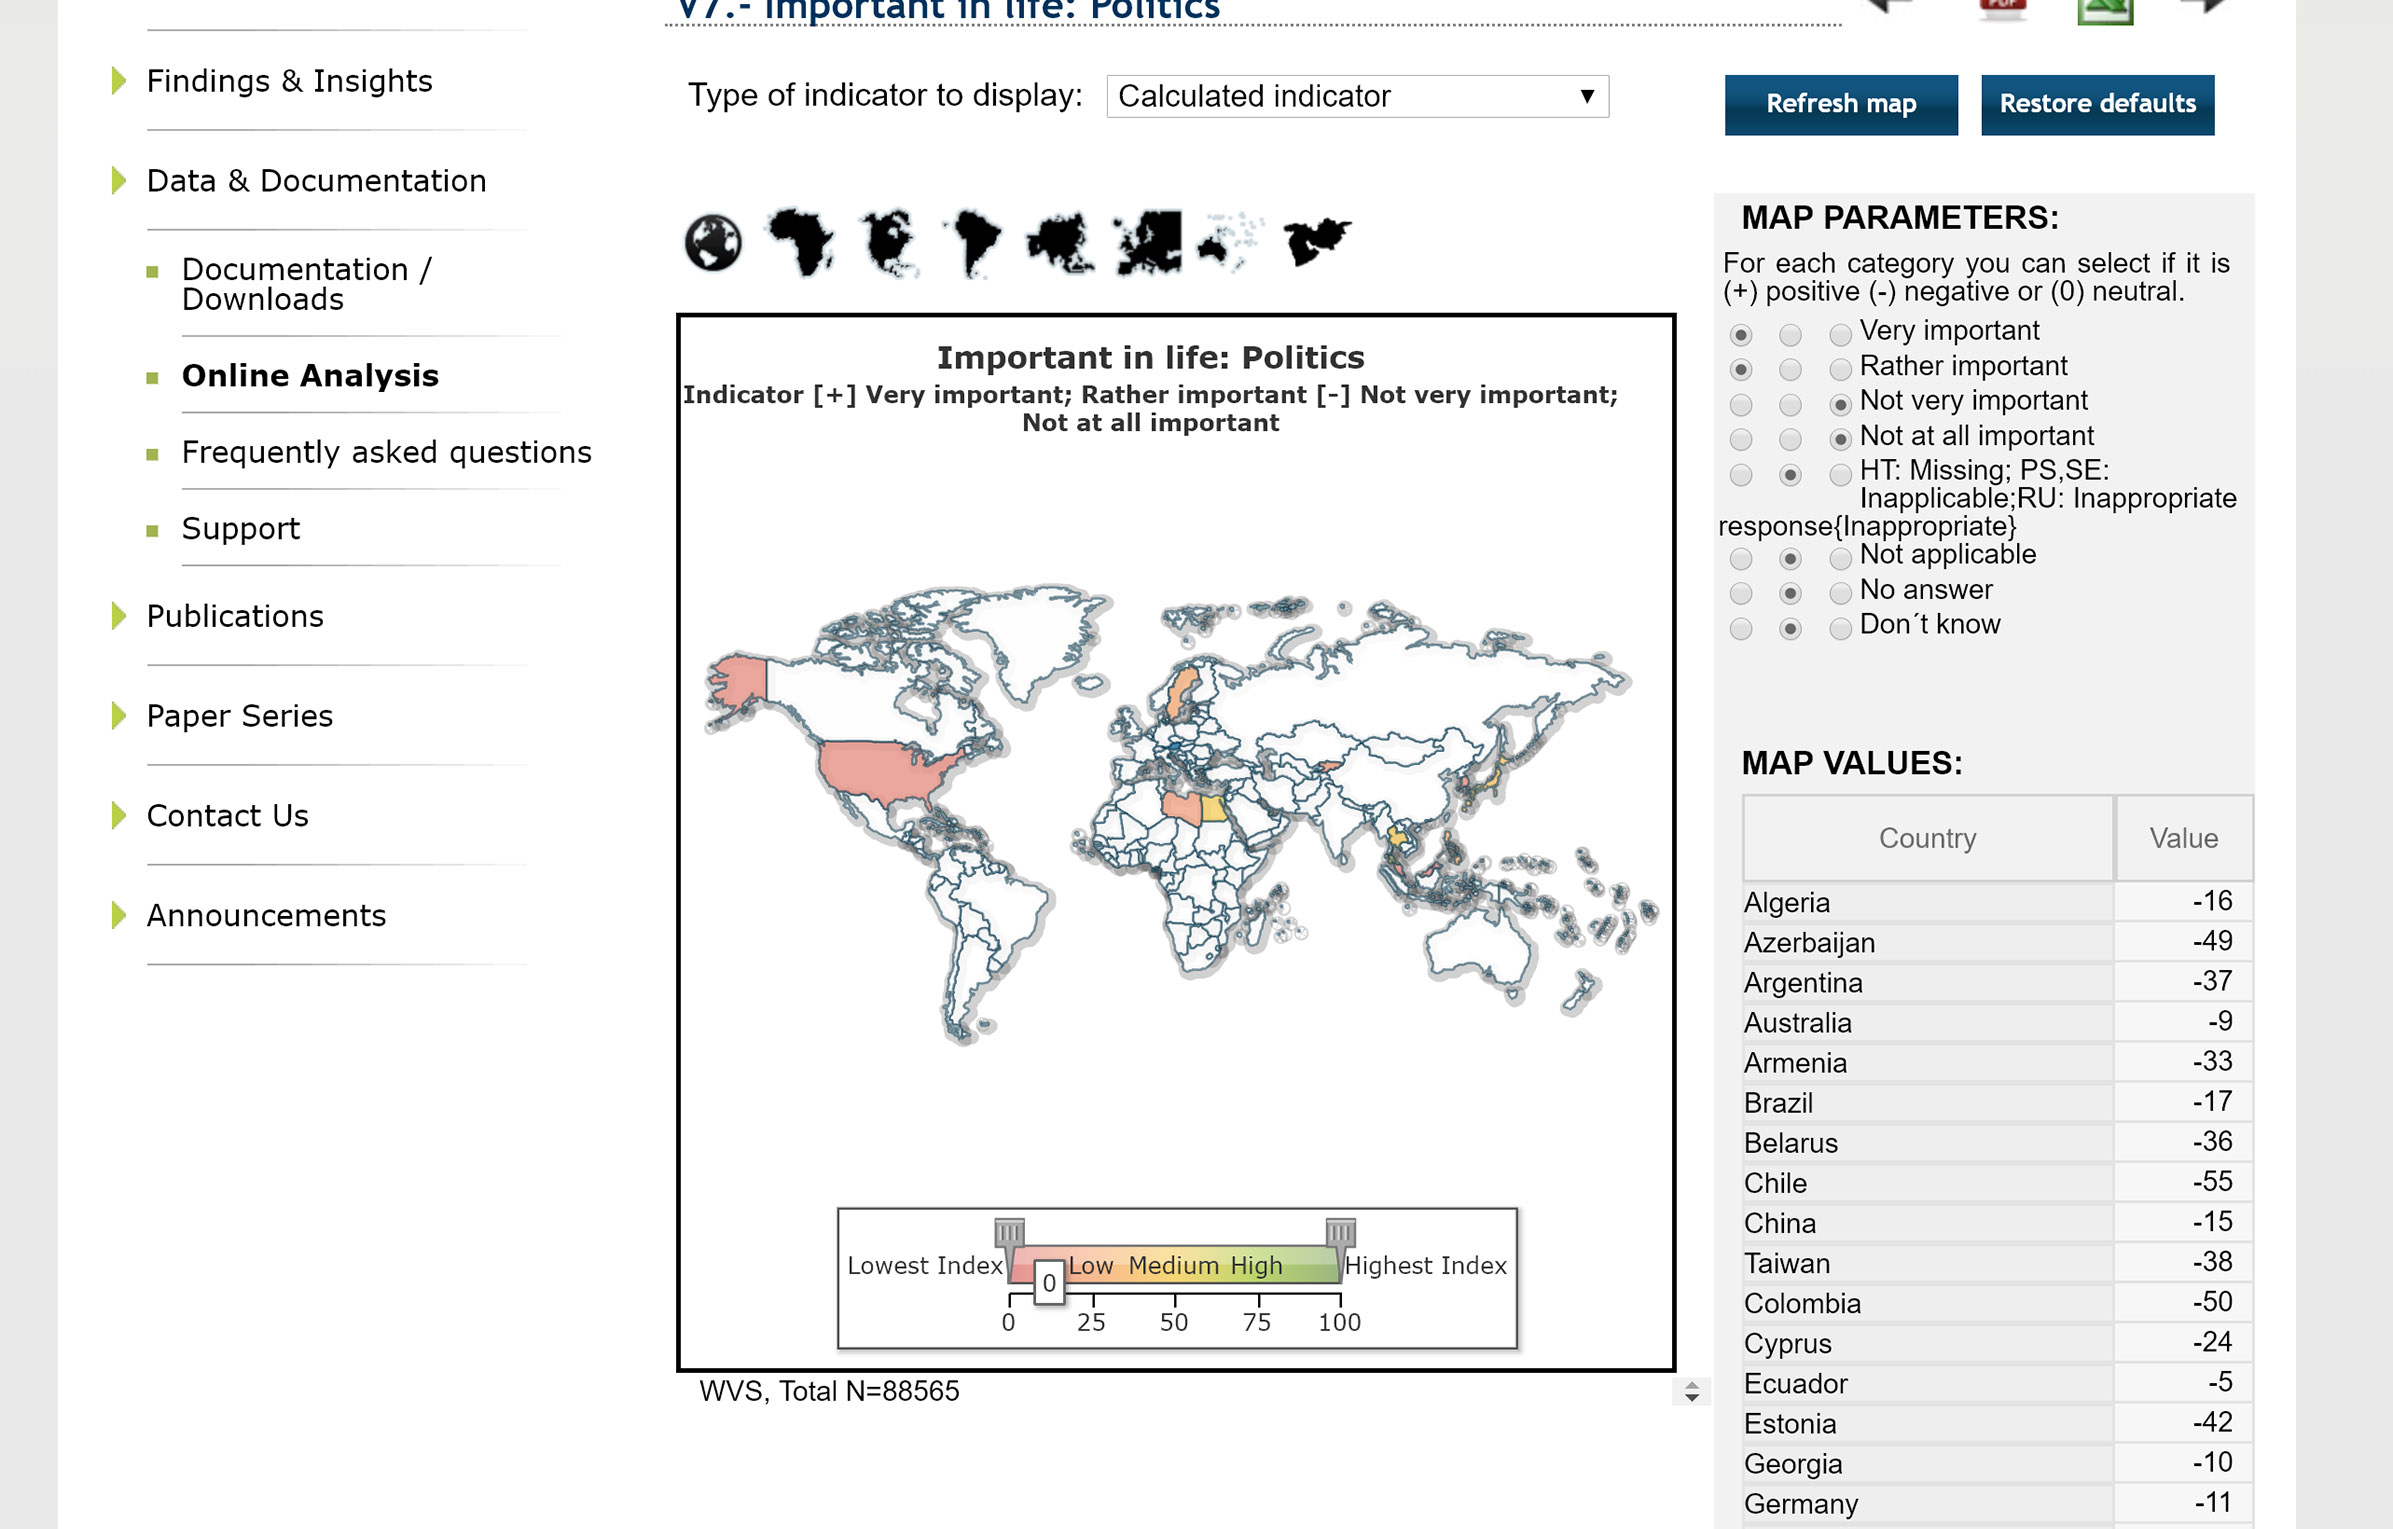 V7.- Important in life: Politics
PDF
Findings & Insights
Data & Documentation
Documentation /
Downloads
Online Analysis
Frequently asked questions
Support
Publications
Paper Series
Contact Us
Announcements
Type of indicator to display:
Calculated indicator
Refresh map
Restore defaults
Important in life: Politics
Indicator [+] Very important; Rather important [-] Not very important;
Not at all important
Lowest Index
Low
Medium
High
Highest Index
0
0
25
50
75
100
WVS, Total N=88565
MAP PARAMETERS:
For each category you can select if it is
(+) positive (-) negative or (0) neutral.
Very important
Rather important
Not very important
Not at all important
HT: Missing; PS,SE:
Inapplicable;RU: Inappropriate
response{Inappropriate}
Not applicable
No answer
Don´t know
MAP VALUES:
Country Value
Algeria -16
Azerbaijan -49
Argentina -37
Australia -9
Armenia -33
Brazil -17
Belarus -36
Chile -55
China -15
Taiwan -38
Colombia -50
Cyprus -24
Ecuador -5
Estonia -42
Georgia -10
Germany -11